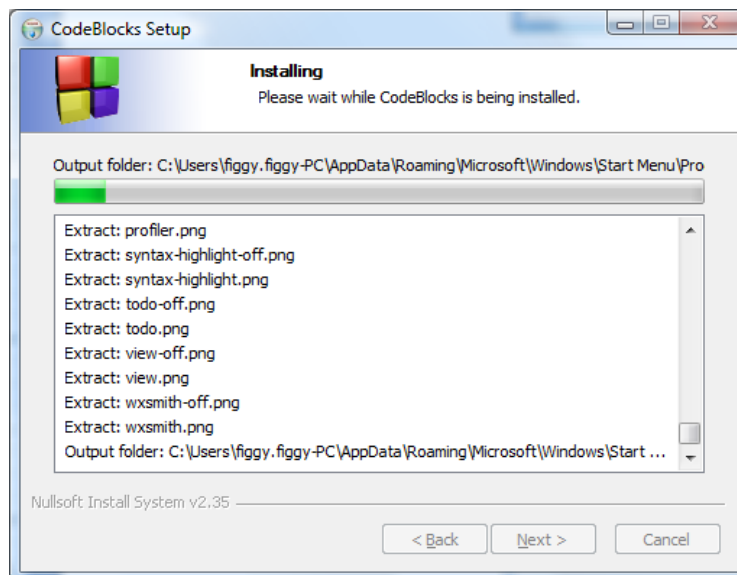 CodeBlocks Setup
Installing
Please wait while CodeBlocks is being installed.
Output folder: C:\Users\figgy.figgy-PC\AppData\Roaming\Microsoft\Windows\Start Menu\Pro
Extract: profiler.png
Extract: syntax-highlight-off.png
Extract: syntax-highlight.png
Extract: todo-off.png
Extract: todo.png
Extract: view-off.png
Extract: view.png
Extract: wxsmith-off.png
Extract: wxsmith.png
Output folder: C:\Users\figgy.figgy-PC\AppData\Roaming\Microsoft\Windows\Start ...
Nullsoft Install System v2.35
< Back Next > Cancel